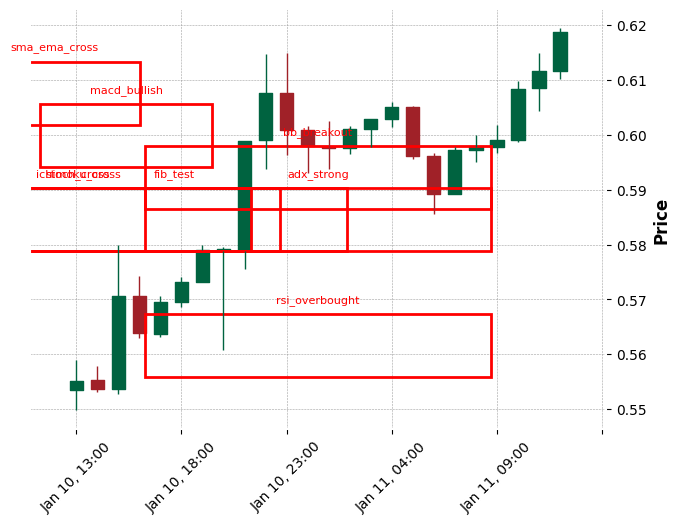 sma_ema_cross
macd_bullish
fib_test
adx_strong
rsi_overbought
0.62
0.61
0.60
0.59
0.58
0.57
0.56
0.55
Price
Jan 10, 13:00
Jan 10, 18:00
Jan 10, 23:00
Jan 11, 04:00
Jan 11, 09:00